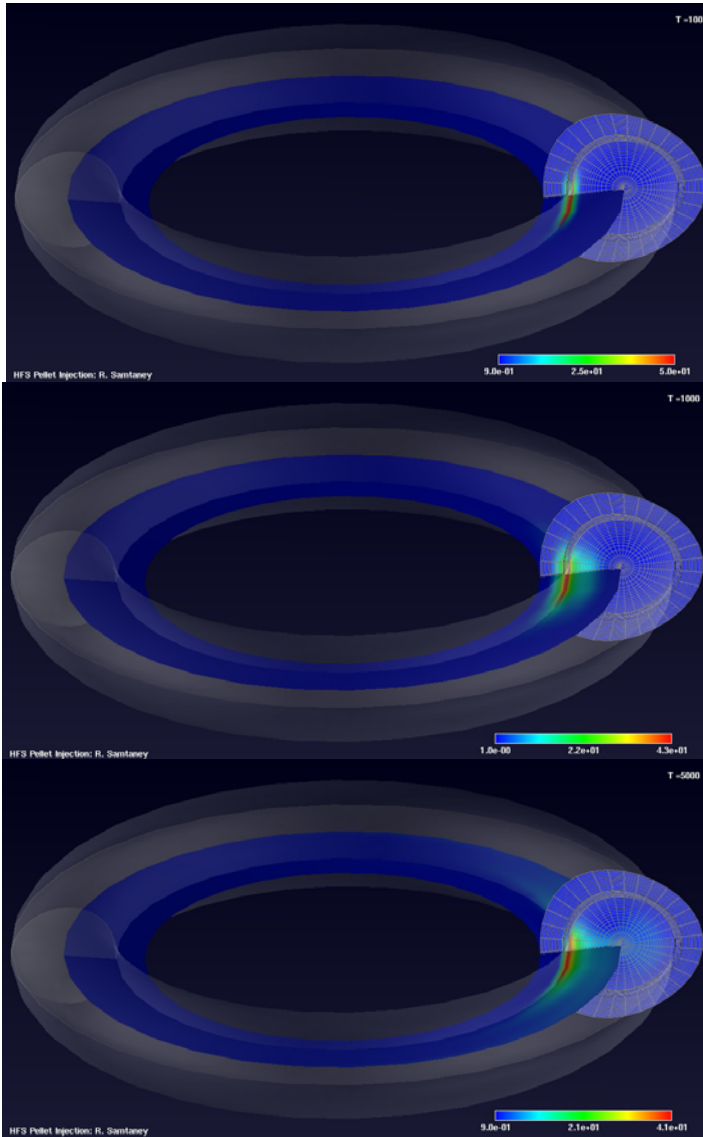 T =100
9.0e-01 2.5e+01 5.0e+01
HFS Pellet Injection: R. Samtaney
T =1000
1.0e-00 2.2e+01 4.3e+01
HFS Pellet Injection: R. Samtaney
T =5000
9.0e-01 2.1e+01 4.1e+01
HFS Pellet Injection: R. Samtaney